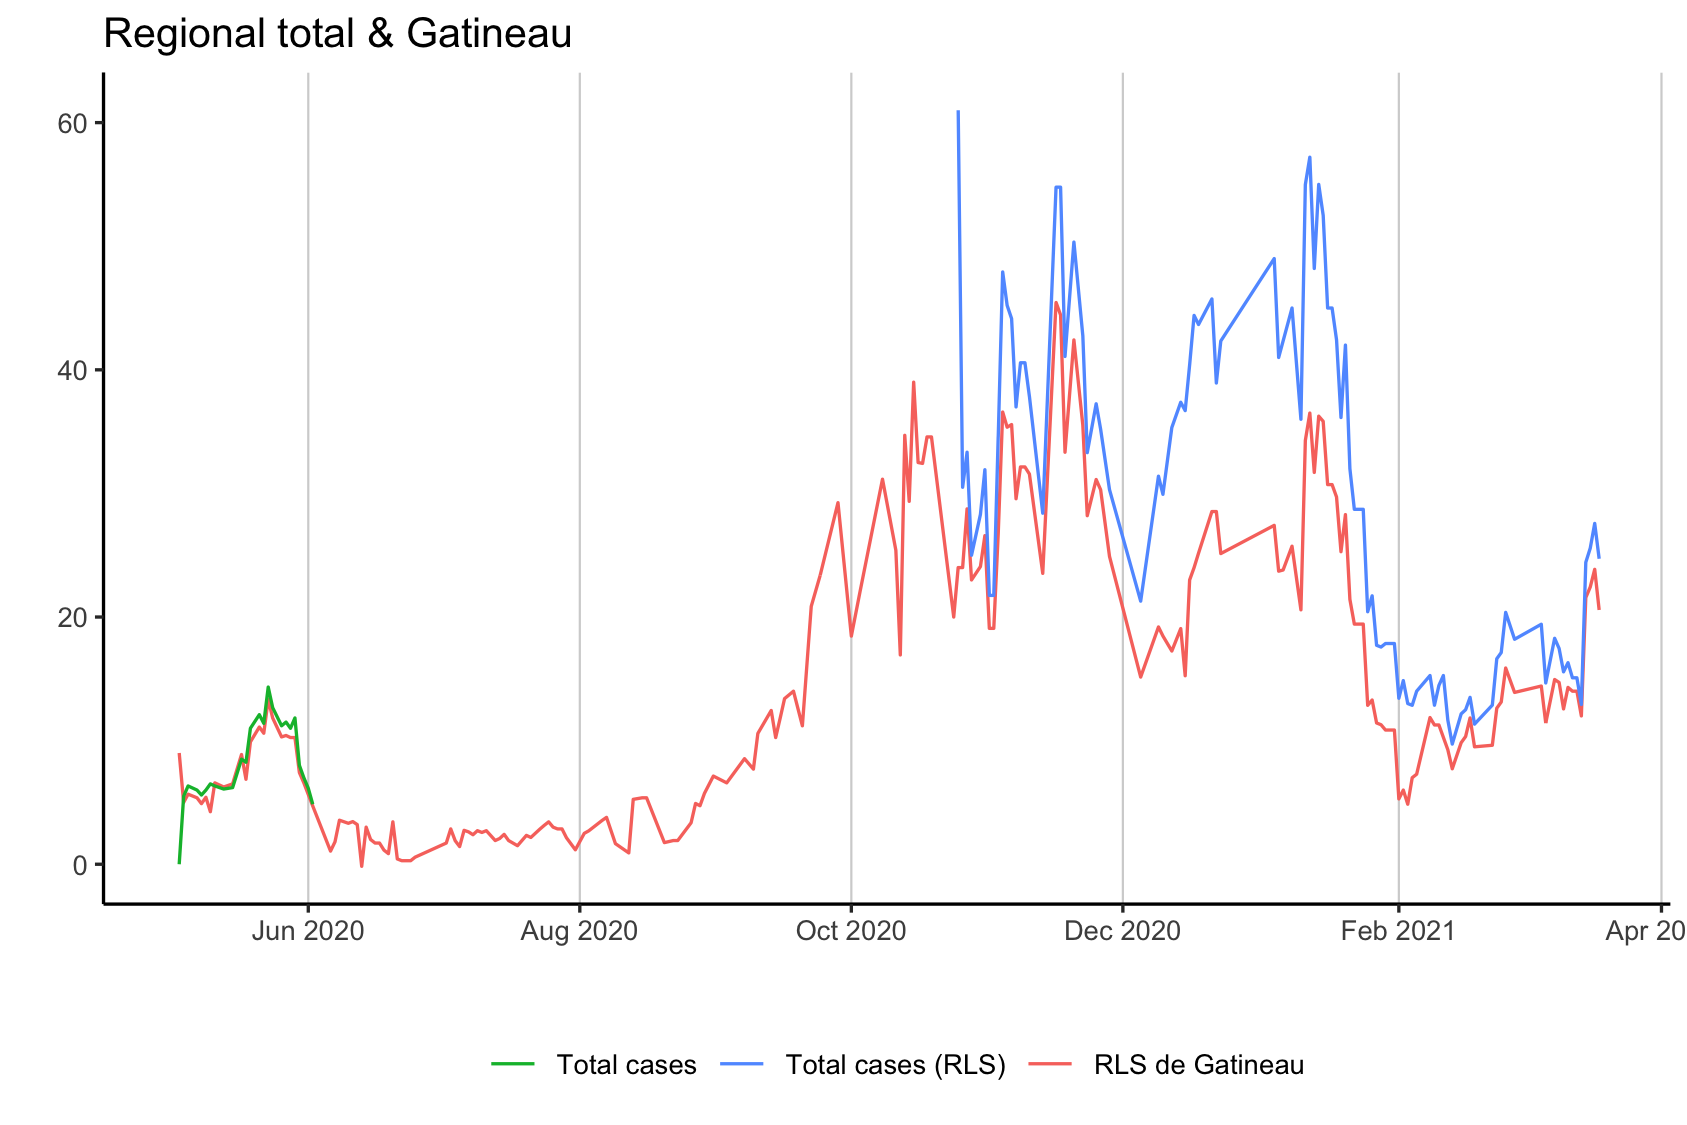 Regional total & Gatineau
60
40
20
0
Jun 2020 Aug 2020 Oct 2020 Dec 2020 Feb 2021 Apr 20
Total cases Total cases (RLS) RLS de Gatineau